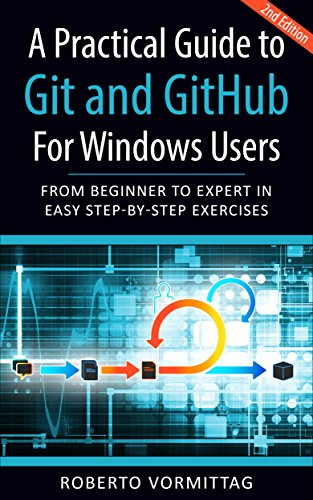 2nd Edition
A Practical Guide to
Git and GitHub
For Windows Users
FROM BEGINNER TO EXPERT IN
EASY STEP-BY-STEP EXERCISES
ROBERTO VORMITTAG